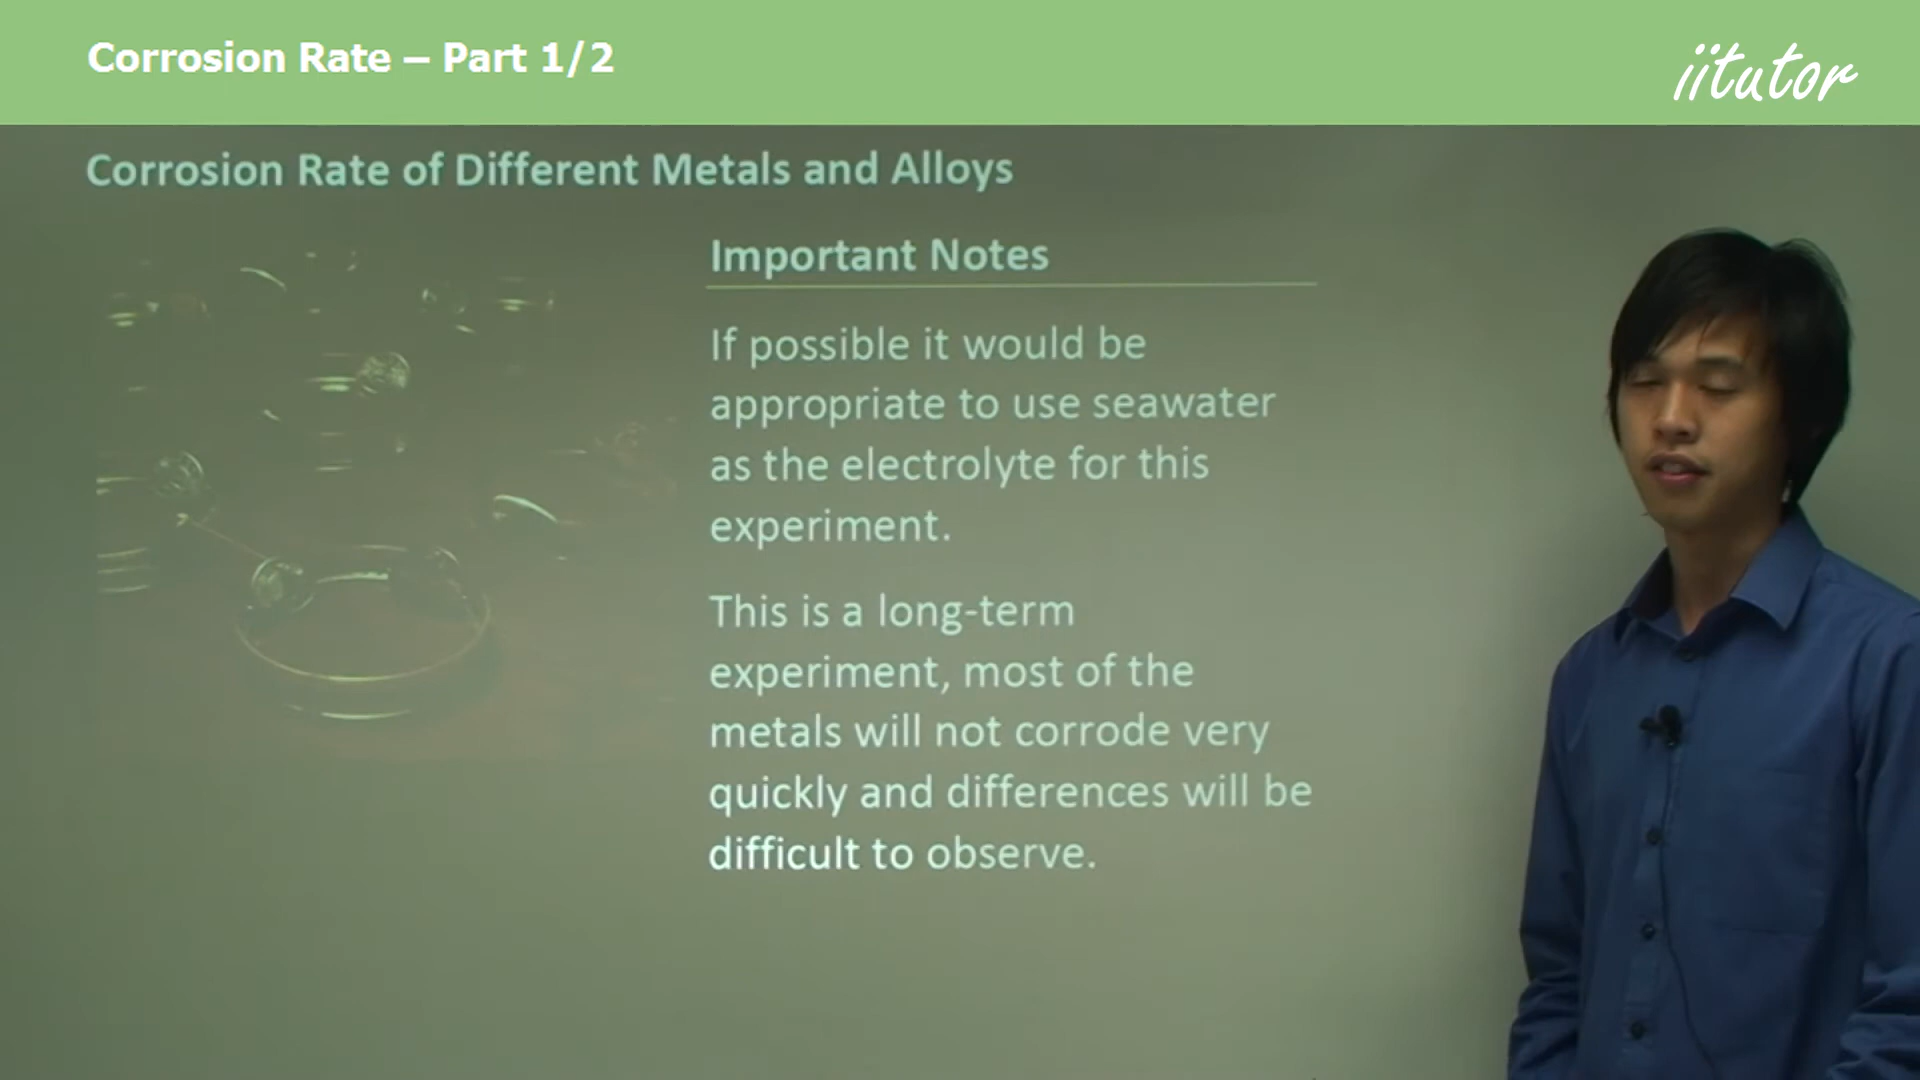 Corrosion Rate – Part 1/2
iitutor
Corrosion Rate of Different Metals and Alloys
Important Notes
If possible it would be
appropriate to use seawater
as the electrolyte for this
experiment.
This is a long-term
experiment, most of the
metals will not corrode very
quickly and differences will be
difficult to observe.